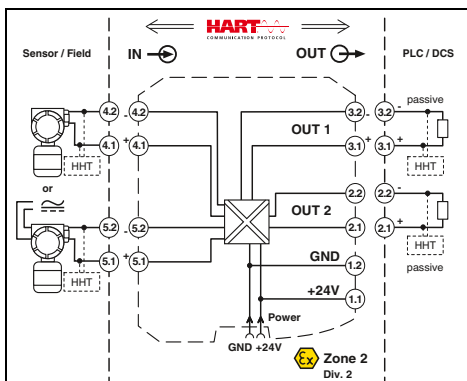 HART
COMMUNICATION PROTOCOL
Sensor / Field
IN
OUT
PLC / DCS
4.2
4.2
-
3.2
-
3.2
-
passive
4.1
+
4.1
OUT 1
3.1
+
3.1
+
HHT
HHT
or
2.2
2.2
-
5.2
-
5.2
OUT 2
2.1
2.1
+
HHT
5.1
+
5.1
GND
1.2
passive
HHT
+24V
1.1
Power
GND +24V
Ex
Zone 2
Div. 2